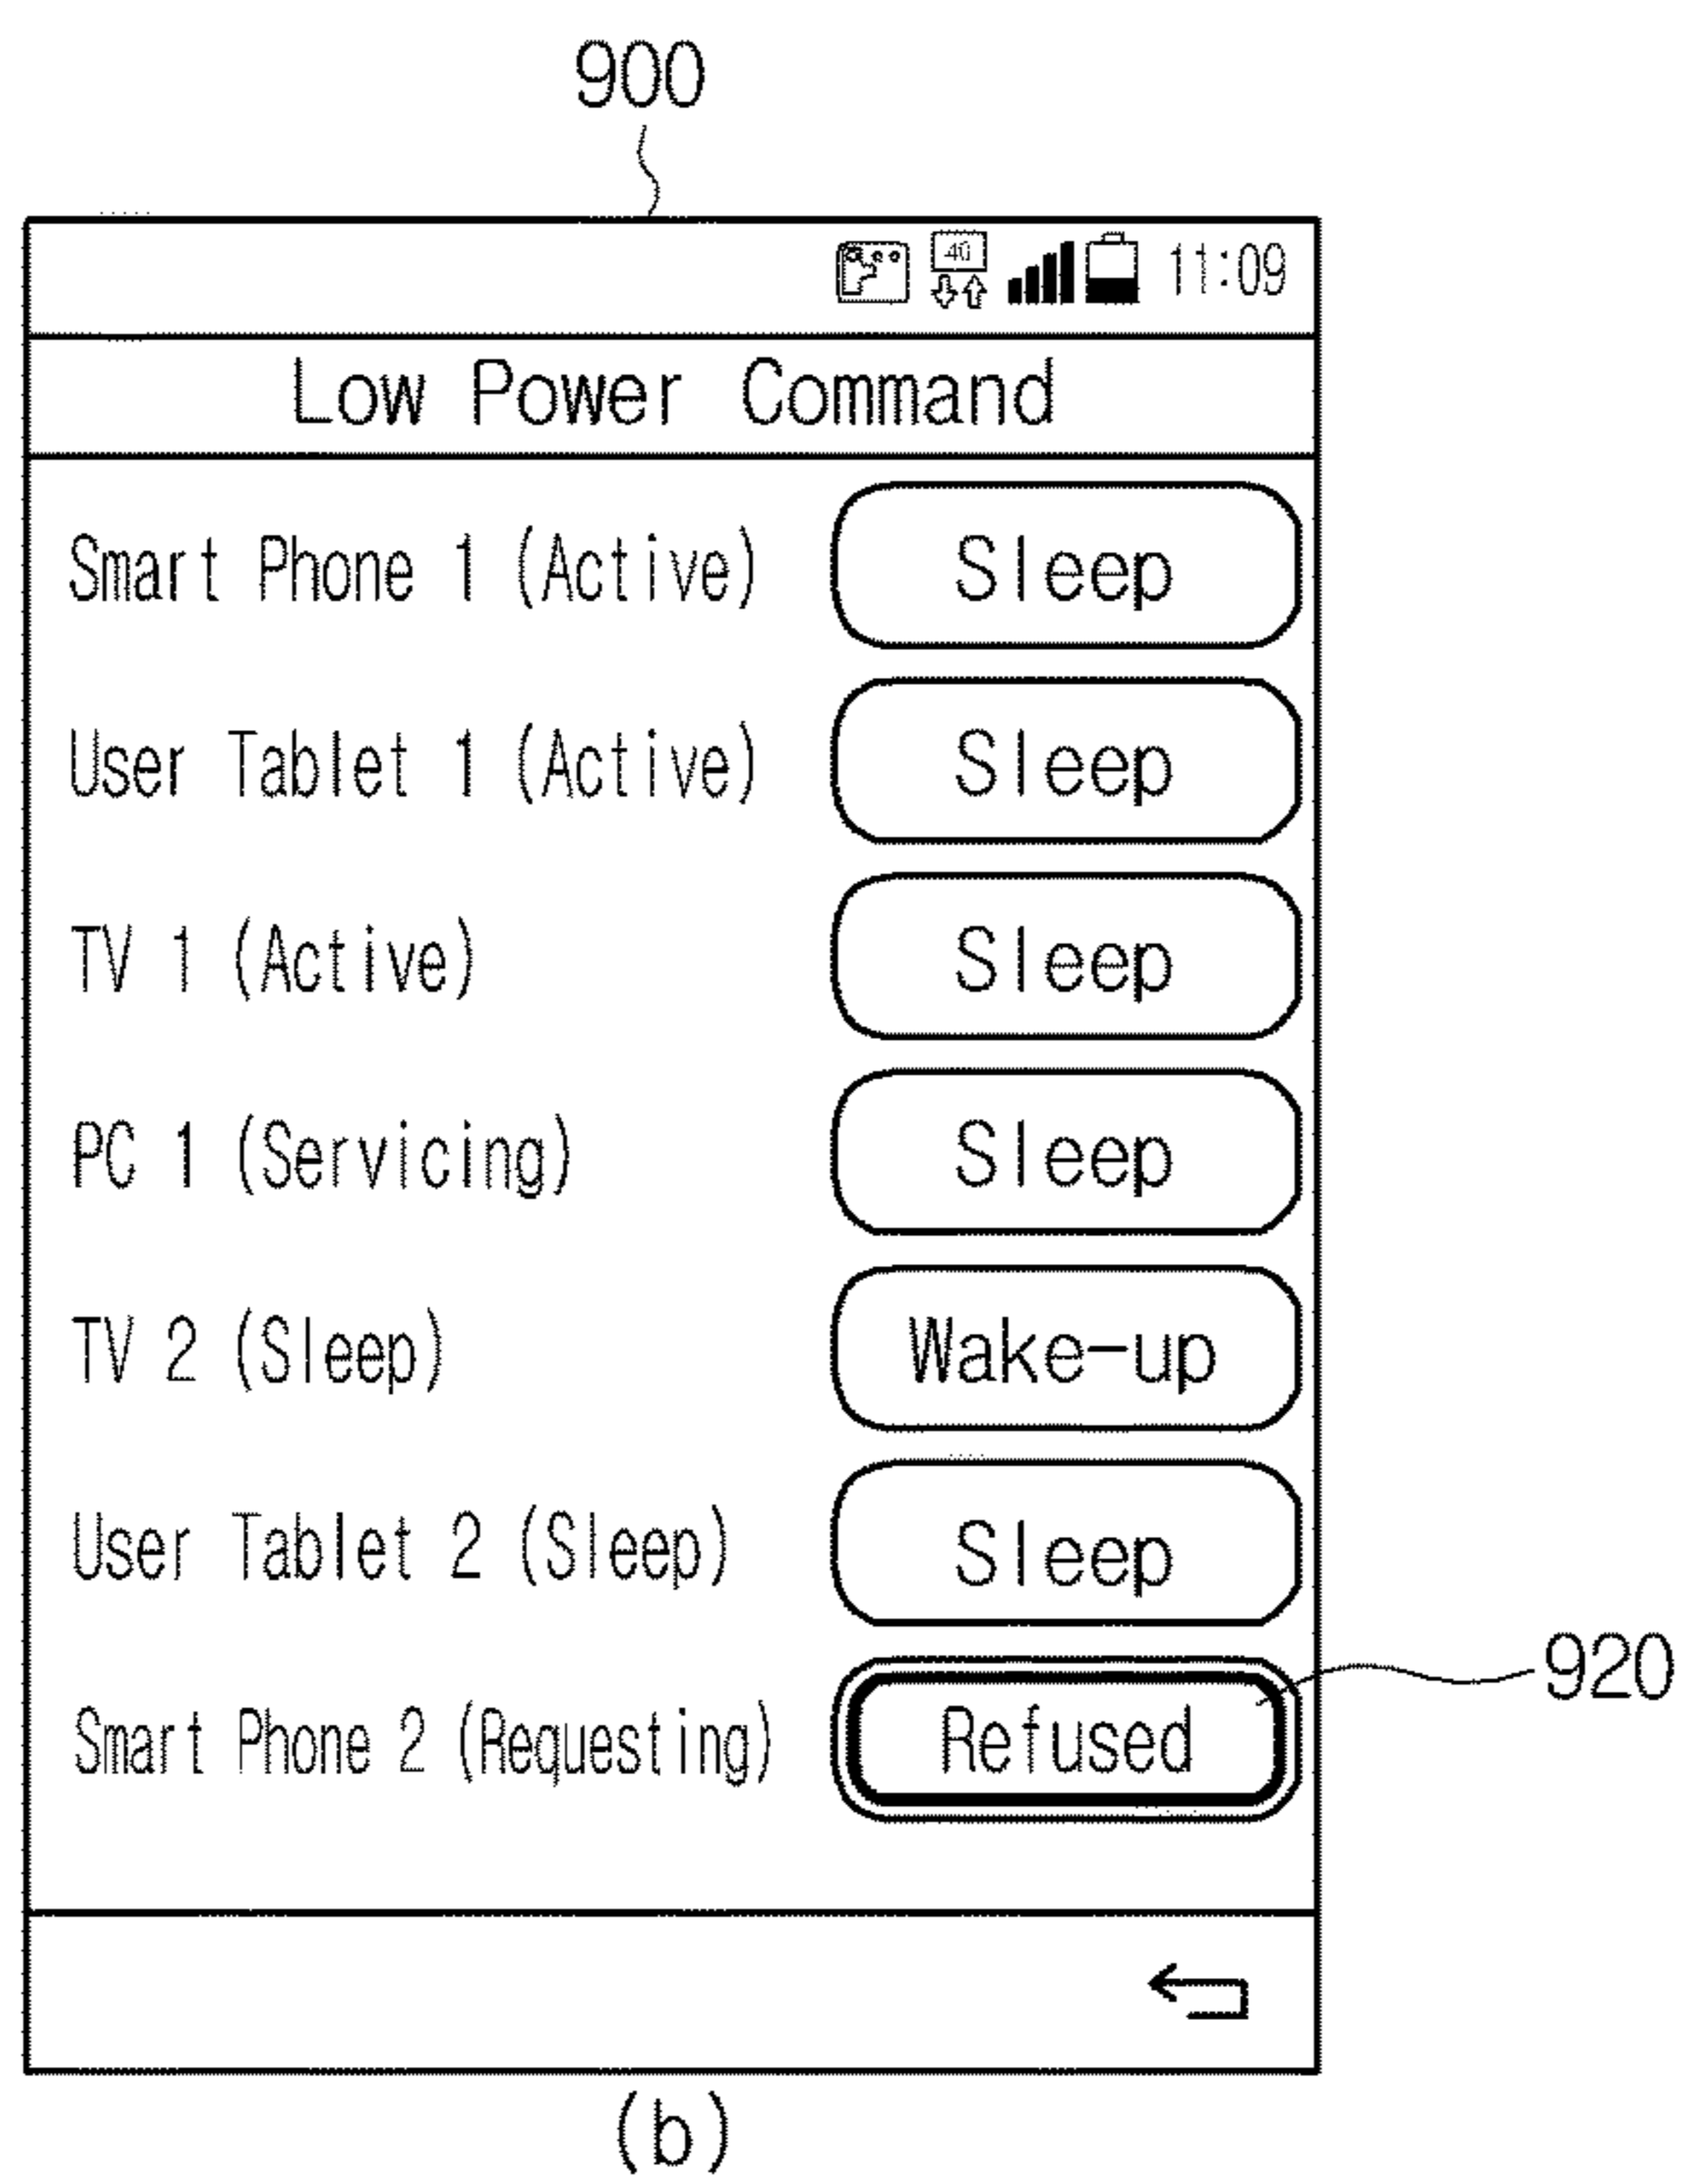 900
40 11:09
Low Power Command
Smart Phone 1 (Active) Sleep
User Tablet 1 (Active) Sleep
TV 1 (Active) Sleep
PC 1 (Servicing) Sleep
TV 2 (Sleep) Wake-up
User Tablet 2 (Sleep) Sleep
Smart Phone 2 (Requesting) Refused
920
(b)